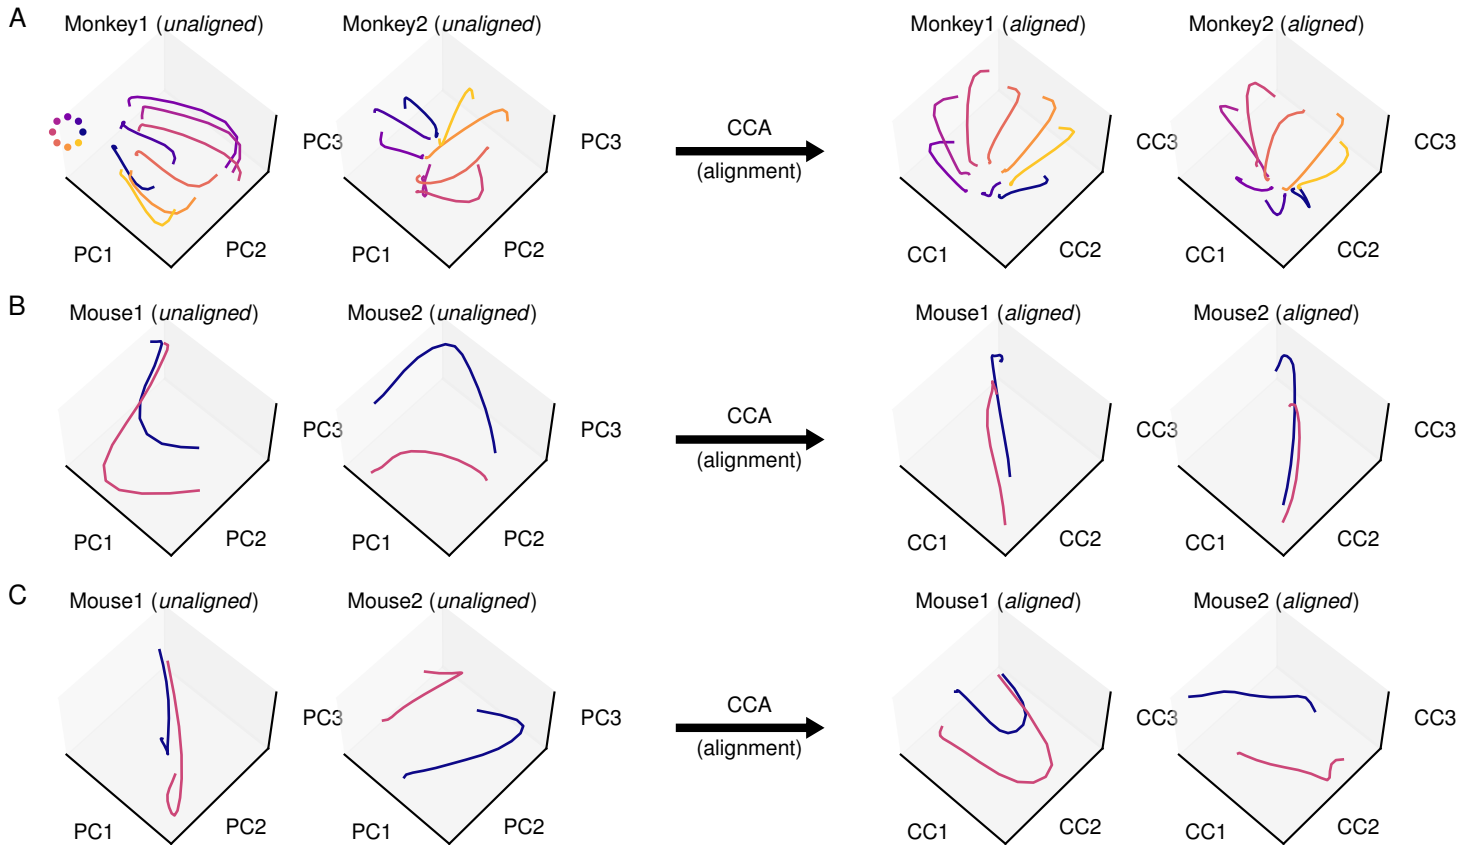 A
Monkey1 (unaligned)
Monkey2 (unaligned)
Monkey1 (aligned)
Monkey2 (aligned)
PC3
PC3
CCA
(alignment)
CC3
CC3
PC1
PC2
PC1
PC2
CC1
CC2
CC1
CC2
B
Mouse1 (unaligned)
Mouse2 (unaligned)
Mouse1 (aligned)
Mouse2 (aligned)
PC3
PC3
CCA
(alignment)
CC3
CC3
PC1
PC2
PC1
PC2
CC1
CC2
CC1
CC2
C
Mouse1 (unaligned)
Mouse2 (unaligned)
Mouse1 (aligned)
Mouse2 (aligned)
PC3
PC3
CCA
(alignment)
CC3
CC3
PC1
PC2
PC1
PC2
CC1
CC2
CC1
CC2